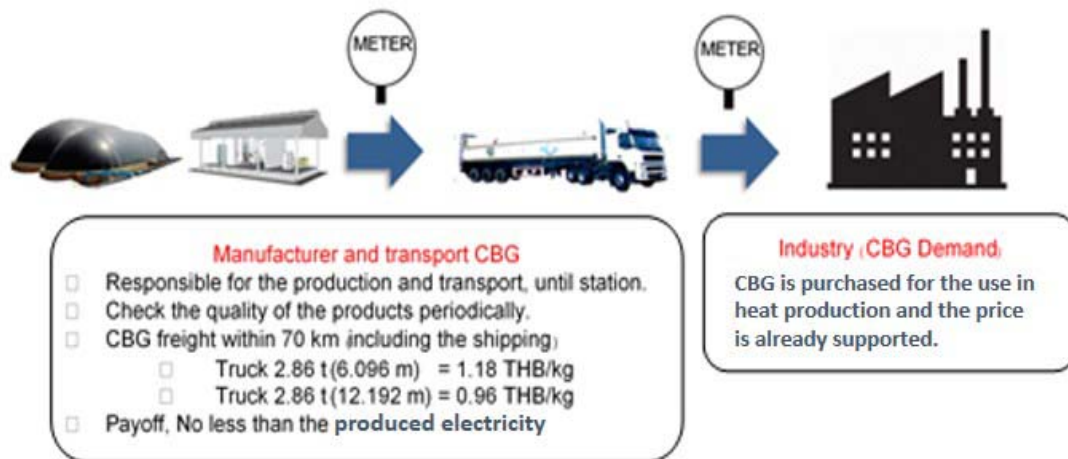 METER
METER
Manufacturer and transport CBG
Responsible for the production and transport, until station.
Check the quality of the products periodically.
CBG freight within 70 km (including the shipping)
Truck 2.86 t (6.096 m) = 1.18 THB/kg
Truck 2.86 t (12.192 m) = 0.96 THB/kg
Payoff, No less than the produced electricity
Industry (CBG Demand)
CBG is purchased for the use in
heat production and the price
is already supported.